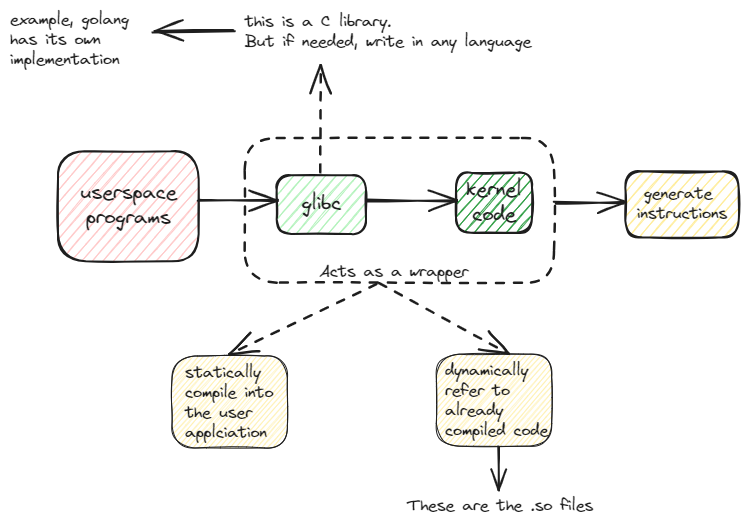 example, golang
has its own
implementation
this is a C library.
But if needed, write in any language
userspace
programs
glibc
kernel
code
generate
instructions
Acts as a wrapper
statically
compile into
the user
applciation
dynamically
refer to
already
compiled code
These are the .so files